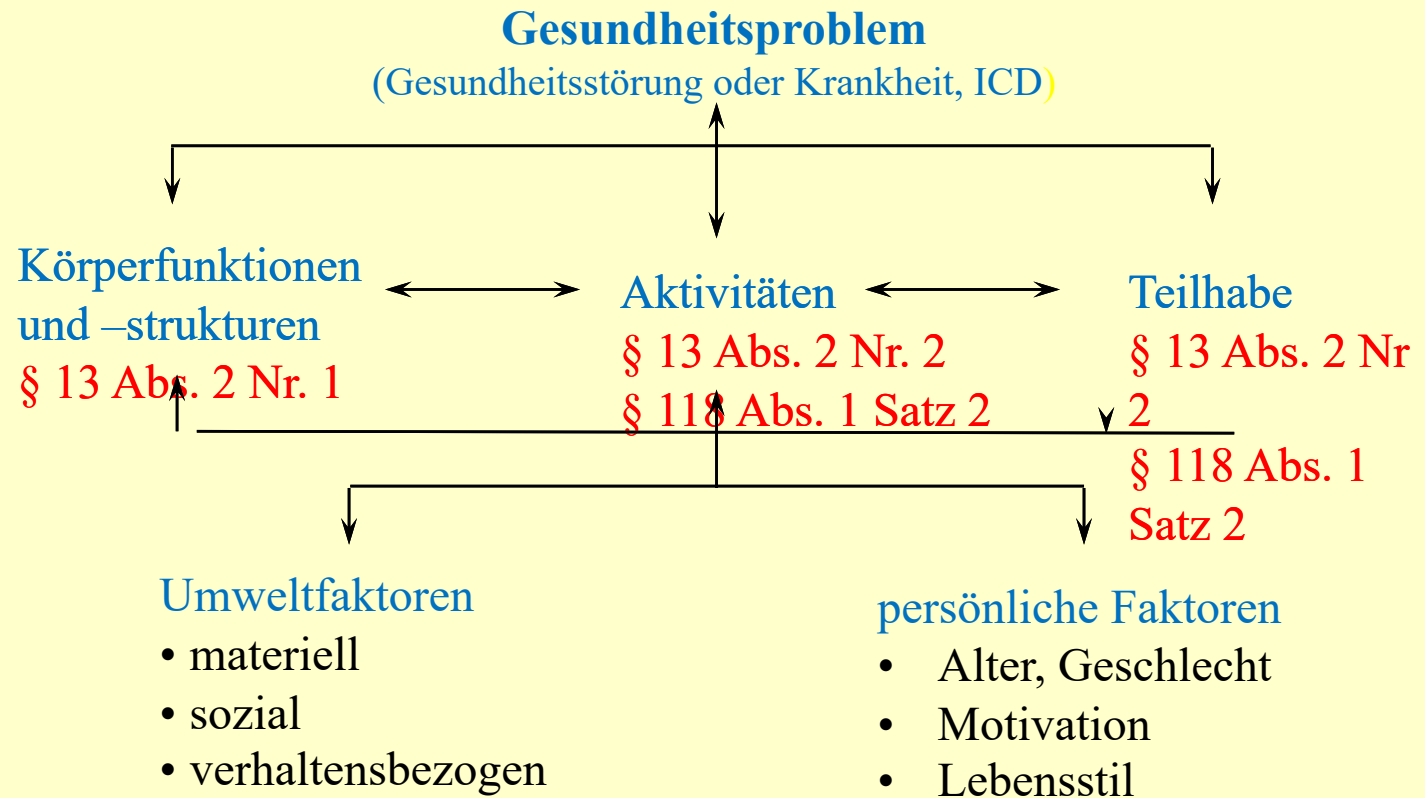 Gesundheitsproblem
(Gesundheitsstörung oder Krankheit, ICD)
Körperfunktionen
und –strukturen
§ 13 Abs. 2 Nr. 1
Aktivitäten
§ 13 Abs. 2 Nr. 2
§ 118 Abs. 1 Satz 2
Teilhabe
§ 13 Abs. 2 Nr
2
§ 118 Abs. 1
Satz 2
Umweltfaktoren
• materiell
• sozial
• verhaltensbezogen
persönliche Faktoren
• Alter, Geschlecht
• Motivation
• Lebensstil